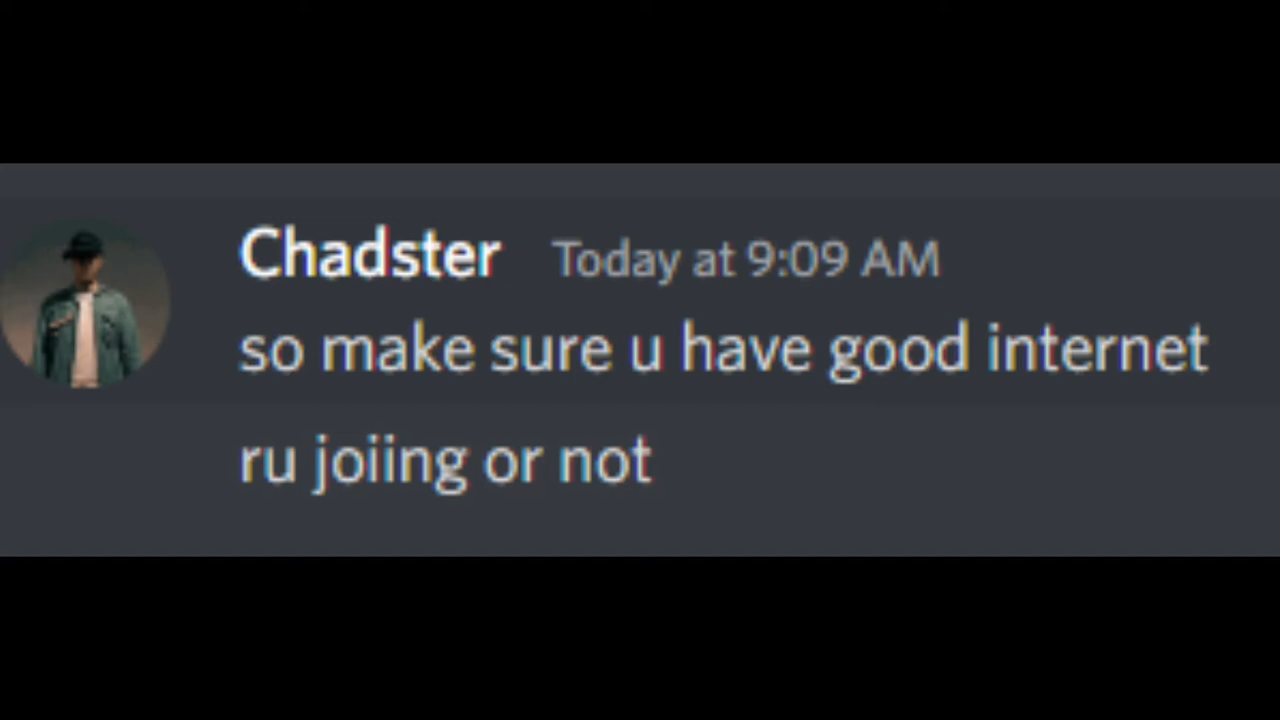 Chadster Today at 9:09 AM
so make sure u have good internet
ru joiing or not